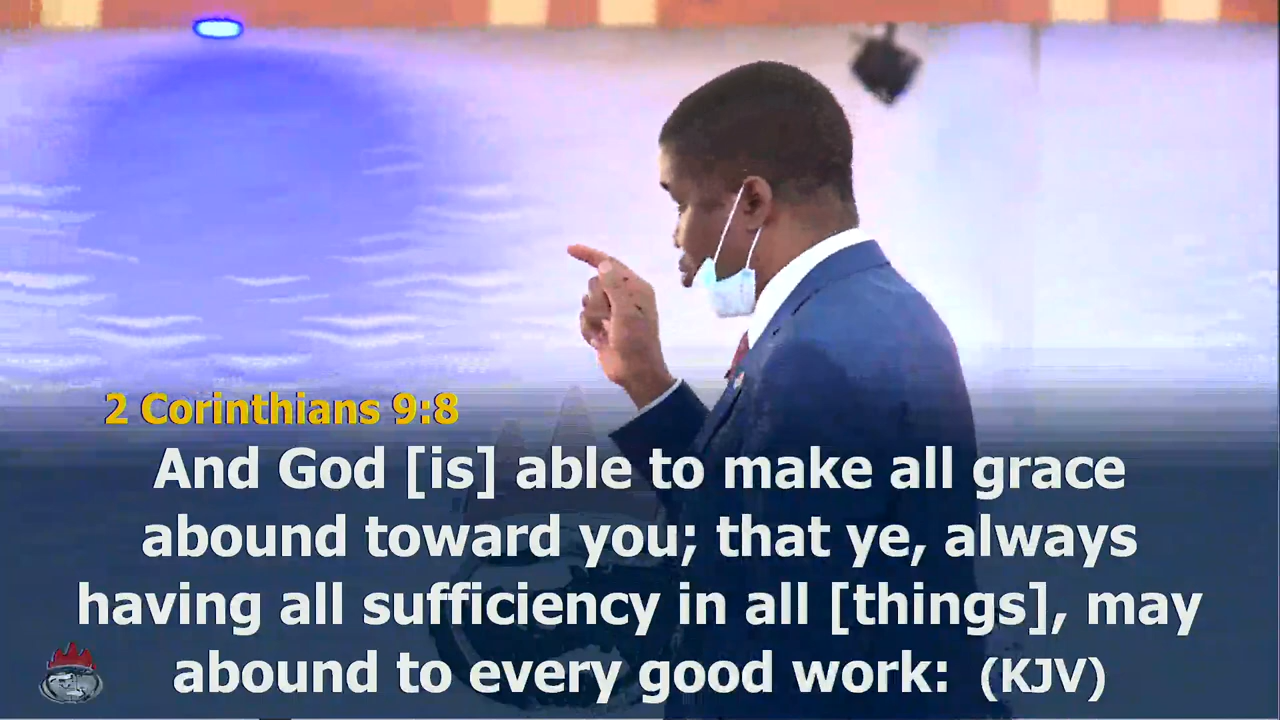 2 Corinthians 9:8
And God [is] able to make all grace
abound toward you; that ye, always
having all sufficiency in all [things], may
abound to every good work: (KJV)